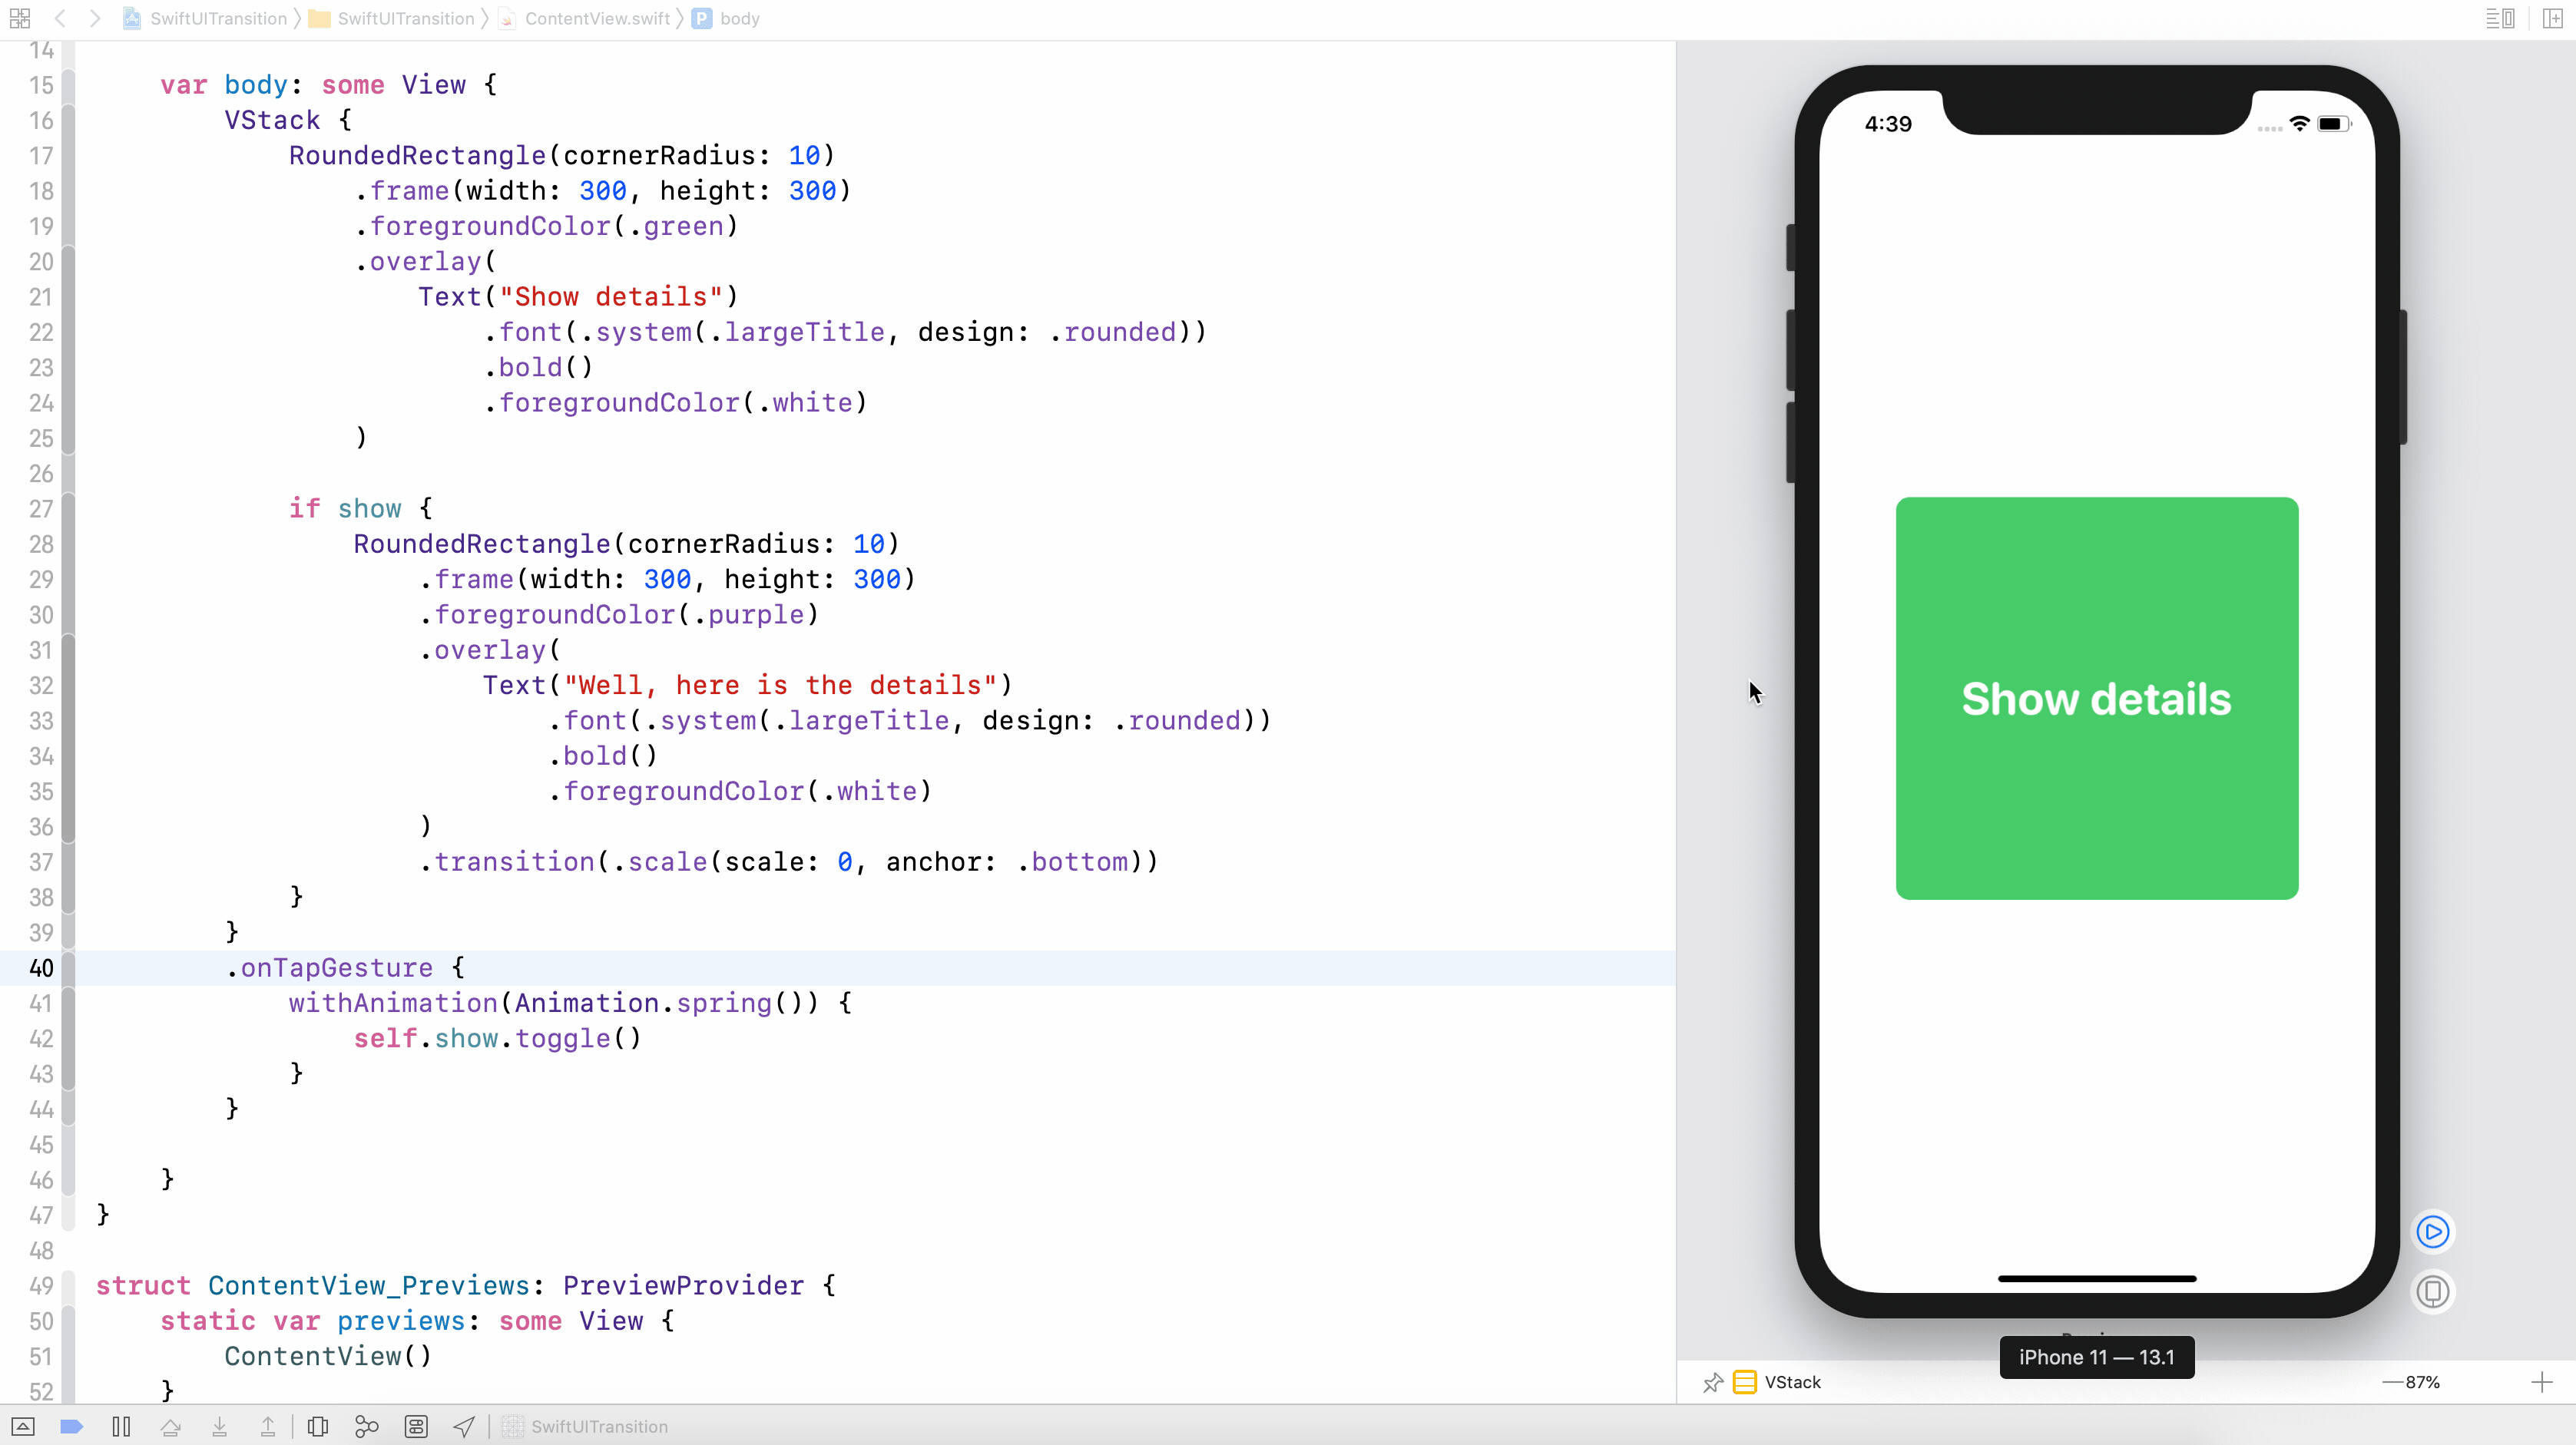 SwiftUITransition SwiftUITransition ContentView.swift P body
14
15 var body: some View {
16 VStack {
17 RoundedRectangle(cornerRadius: 10)
18 .frame(width: 300, height: 300)
19 .foregroundColor(.green)
20 .overlay(
21 Text("Show details")
22 .font(.system(.largeTitle, design: .rounded))
23 .bold()
24 .foregroundColor(.white)
25 )
26
27 if show {
28 RoundedRectangle(cornerRadius: 10)
29 .frame(width: 300, height: 300)
30 .foregroundColor(.purple)
31 .overlay(
32 Text("Well, here is the details")
33 .font(.system(.largeTitle, design: .rounded))
34 .bold()
35 .foregroundColor(.white)
36 )
37 .transition(.scale(scale: 0, anchor: .bottom))
38 }
39 }
40 .onTapGesture {
41 withAnimation(Animation.spring()) {
42 self.show.toggle()
43 }
44 }
45
46 }
47 }
48
49 struct ContentView_Previews: PreviewProvider {
50 static var previews: some View {
51 ContentView()
52 }
4:39
Show details
iPhone 11 — 13.1
VStack
87%
SwiftUITransition